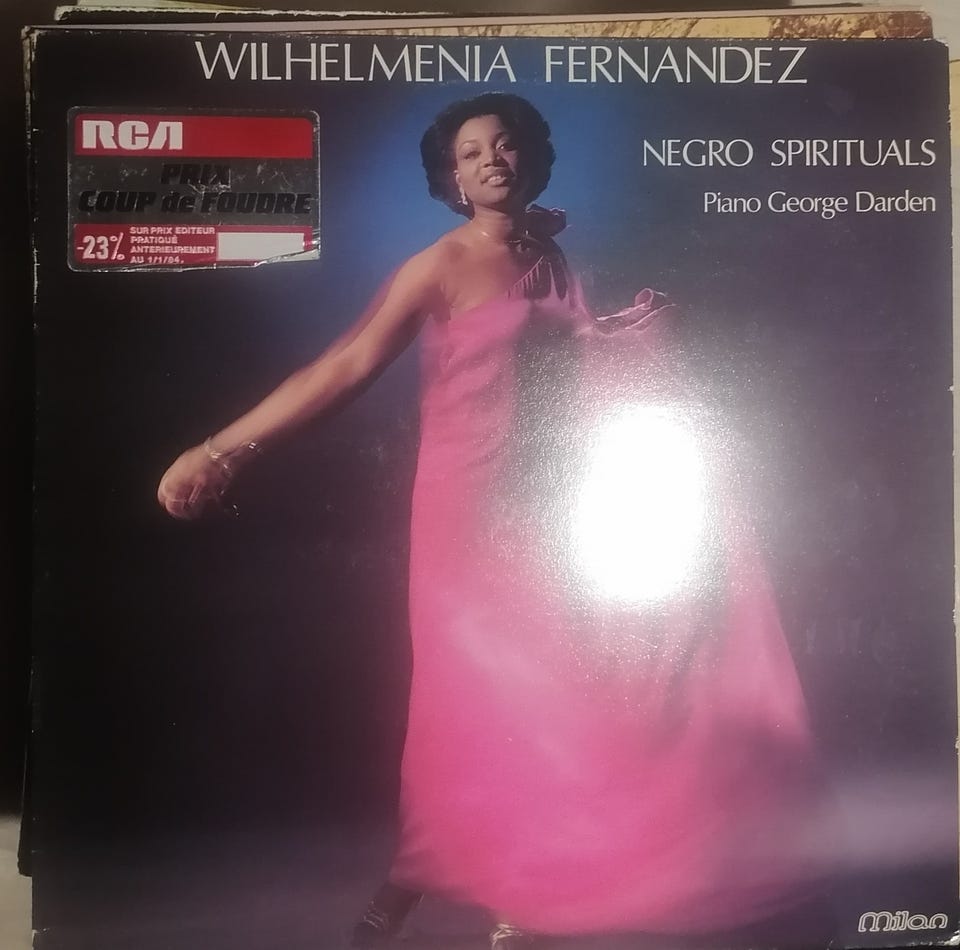 WILHELMENIA FERNANDEZ
NEGRO SPIRITUALS
Piano George Darden
RCA
PRIX
COUP de FOUDRE
-23%
SUR PRIX EDITEUR
PRATIQUÉ
ANTERIEUREMENT
AU 1/1/84.
Milan